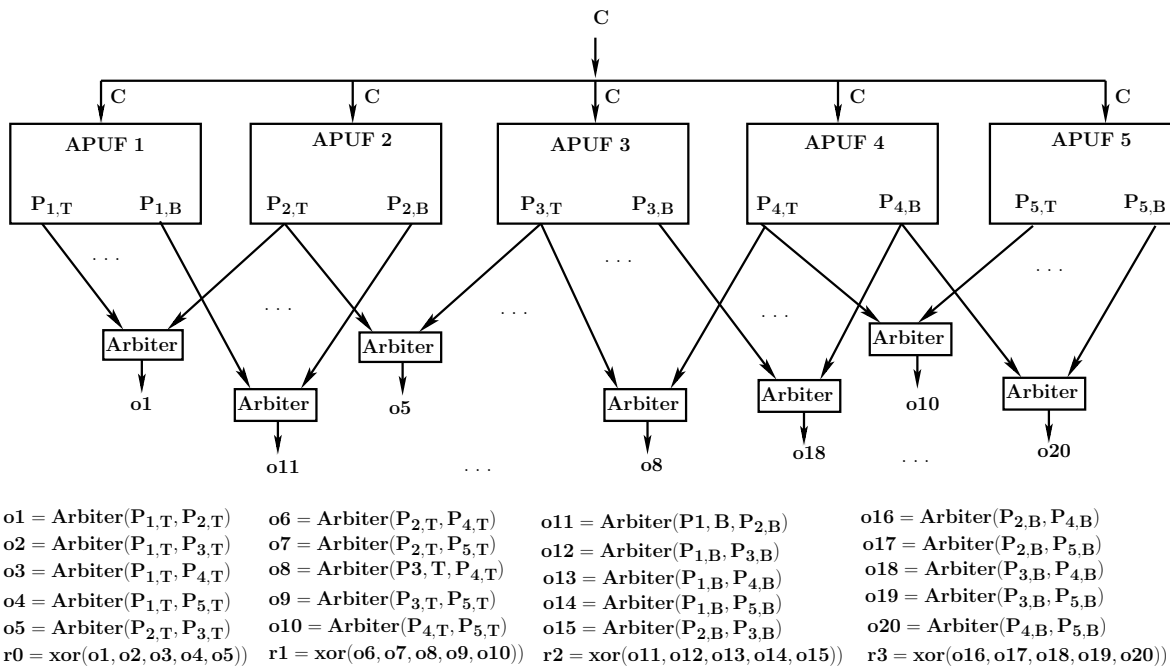 C
C C C C C
APUF 1 APUF 2 APUF 3 APUF 4 APUF 5
P1,T P1,B P2,T P2,B P3,T P3,B P4,T P4,B P5,T P5,B
. . . . . . . . .
. . . . . . . . .
Arbiter Arbiter Arbiter
Arbiter Arbiter Arbiter Arbiter Arbiter
o1 o5 o10
o11 o8 o18 o20
. . . . . .
o1 = Arbiter(P1,T, P2,T)
o2 = Arbiter(P1,T, P3,T)
o3 = Arbiter(P1,T, P4,T)
o4 = Arbiter(P1,T, P5,T)
o5 = Arbiter(P2,T, P3,T)
r0 = xor(o1, o2, o3, o4, o5))
o6 = Arbiter(P2,T, P4,T)
o7 = Arbiter(P2,T, P5,T)
o8 = Arbiter(P3, T, P4,T)
o9 = Arbiter(P3,T, P5,T)
o10 = Arbiter(P4,T, P5,T)
r1 = xor(o6, o7, o8, o9, o10))
o11 = Arbiter(P1, B, P2,B)
o12 = Arbiter(P1,B, P3,B)
o13 = Arbiter(P1,B, P4,B)
o14 = Arbiter(P1,B, P5,B)
o15 = Arbiter(P2,B, P3,B)
r2 = xor(o11, o12, o13, o14, o15))
o16 = Arbiter(P2,B, P4,B)
o17 = Arbiter(P2,B, P5,B)
o18 = Arbiter(P3,B, P4,B)
o19 = Arbiter(P3,B, P5,B)
o20 = Arbiter(P4,B, P5,B)
r3 = xor(o16, o17, o18, o19, o20))